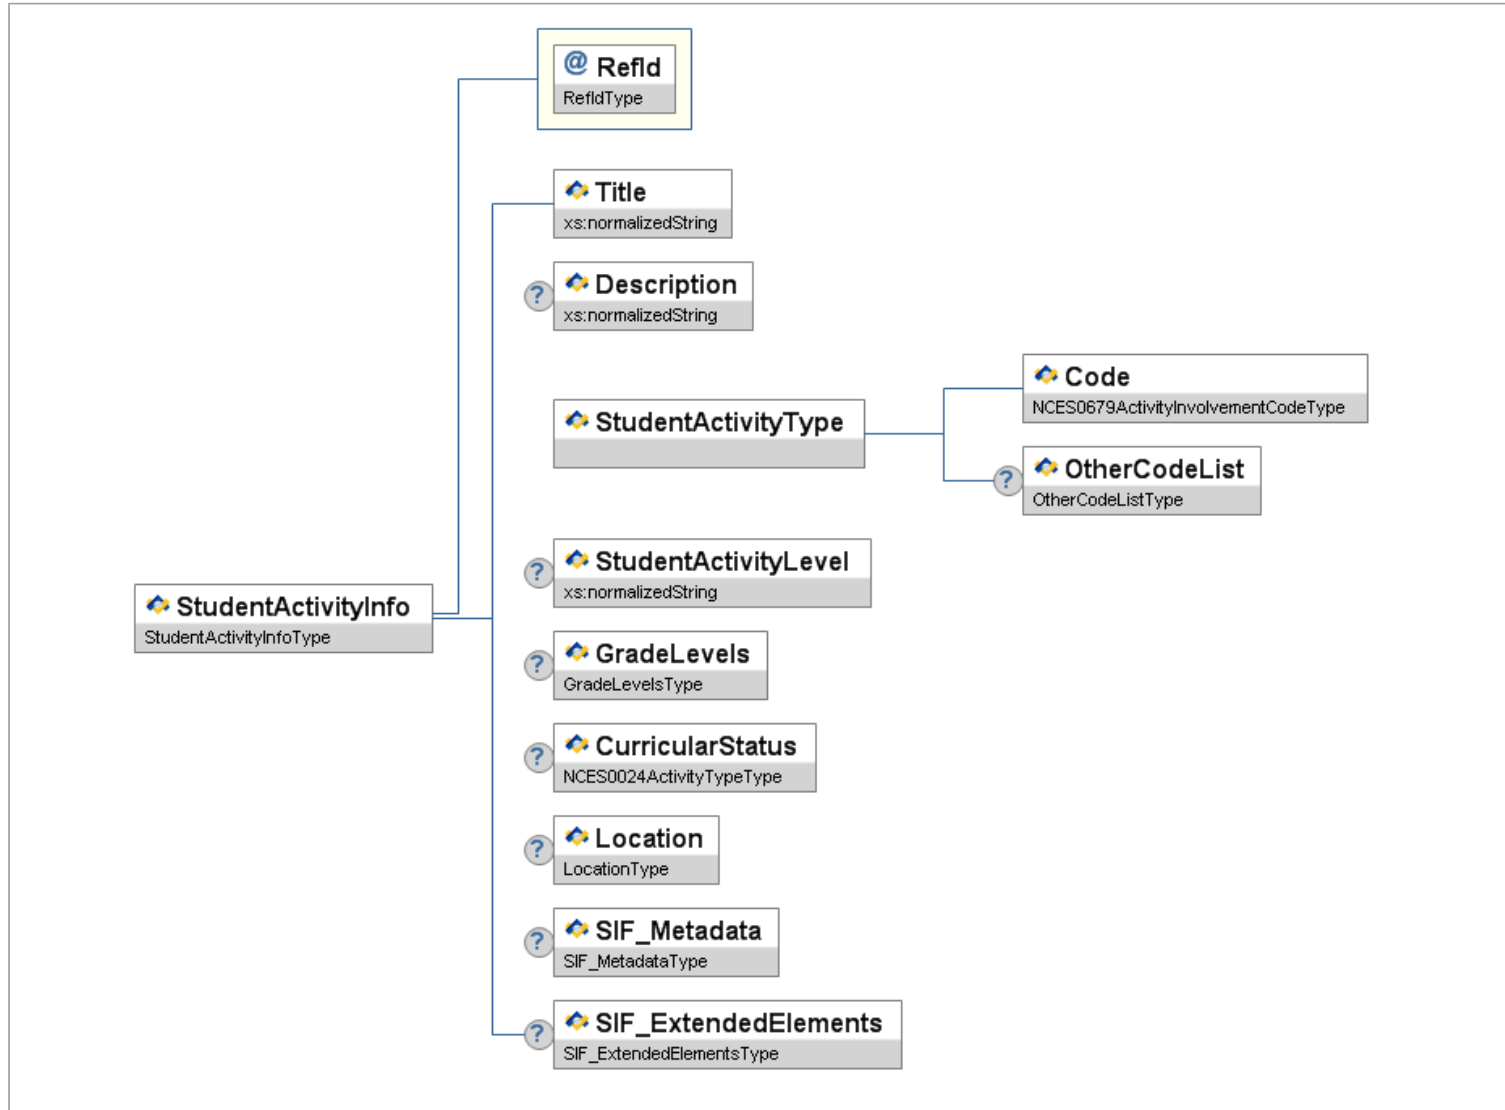 @ RefId
RefIdType
Title
xs:normalizedString
? Description
xs:normalizedString
StudentActivityType
Code
NCES0679ActivityInvolvementCodeType
? OtherCodeList
OtherCodeListType
? StudentActivityLevel
xs:normalizedString
StudentActivityInfo
StudentActivityInfoType
? GradeLevels
GradeLevelsType
? CurricularStatus
NCES0024ActivityTypeType
? Location
LocationType
? SIF_Metadata
SIF_MetadataType
? SIF_ExtendedElements
SIF_ExtendedElementsType